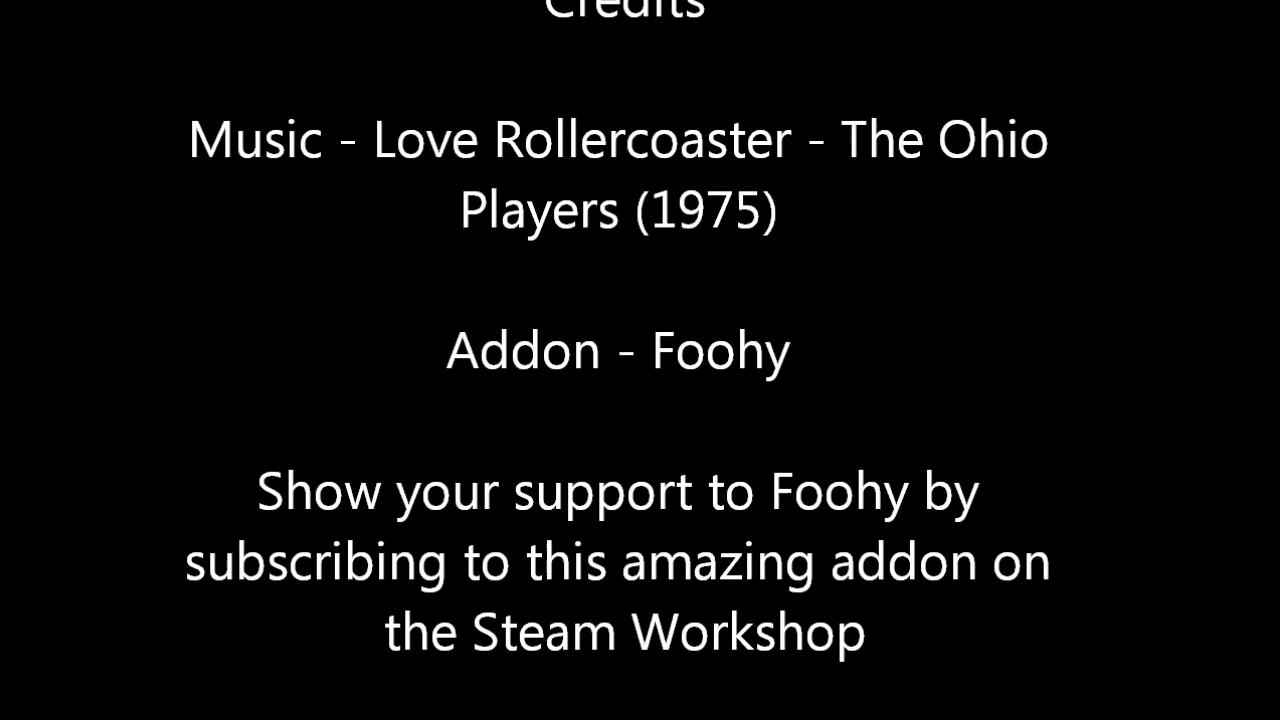 Credits
Music - Love Rollercoaster - The Ohio
Players (1975)
Addon - Foohy
Show your support to Foohy by
subscribing to this amazing addon on
the Steam Workshop